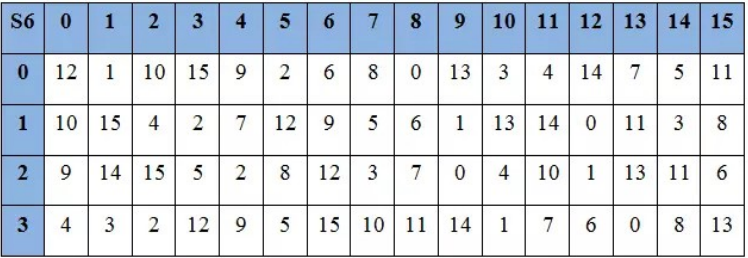 S6 0 1 2 3 4 5 6 7 8 9 10 11 12 13 14 15
0 12 1 10 15 9 2 6 8 0 13 3 4 14 7 5 11
1 10 15 4 2 7 12 9 5 6 1 13 14 0 11 3 8
2 9 14 15 5 2 8 12 3 7 0 4 10 1 13 11 6
3 4 3 2 12 9 5 15 10 11 14 1 7 6 0 8 13